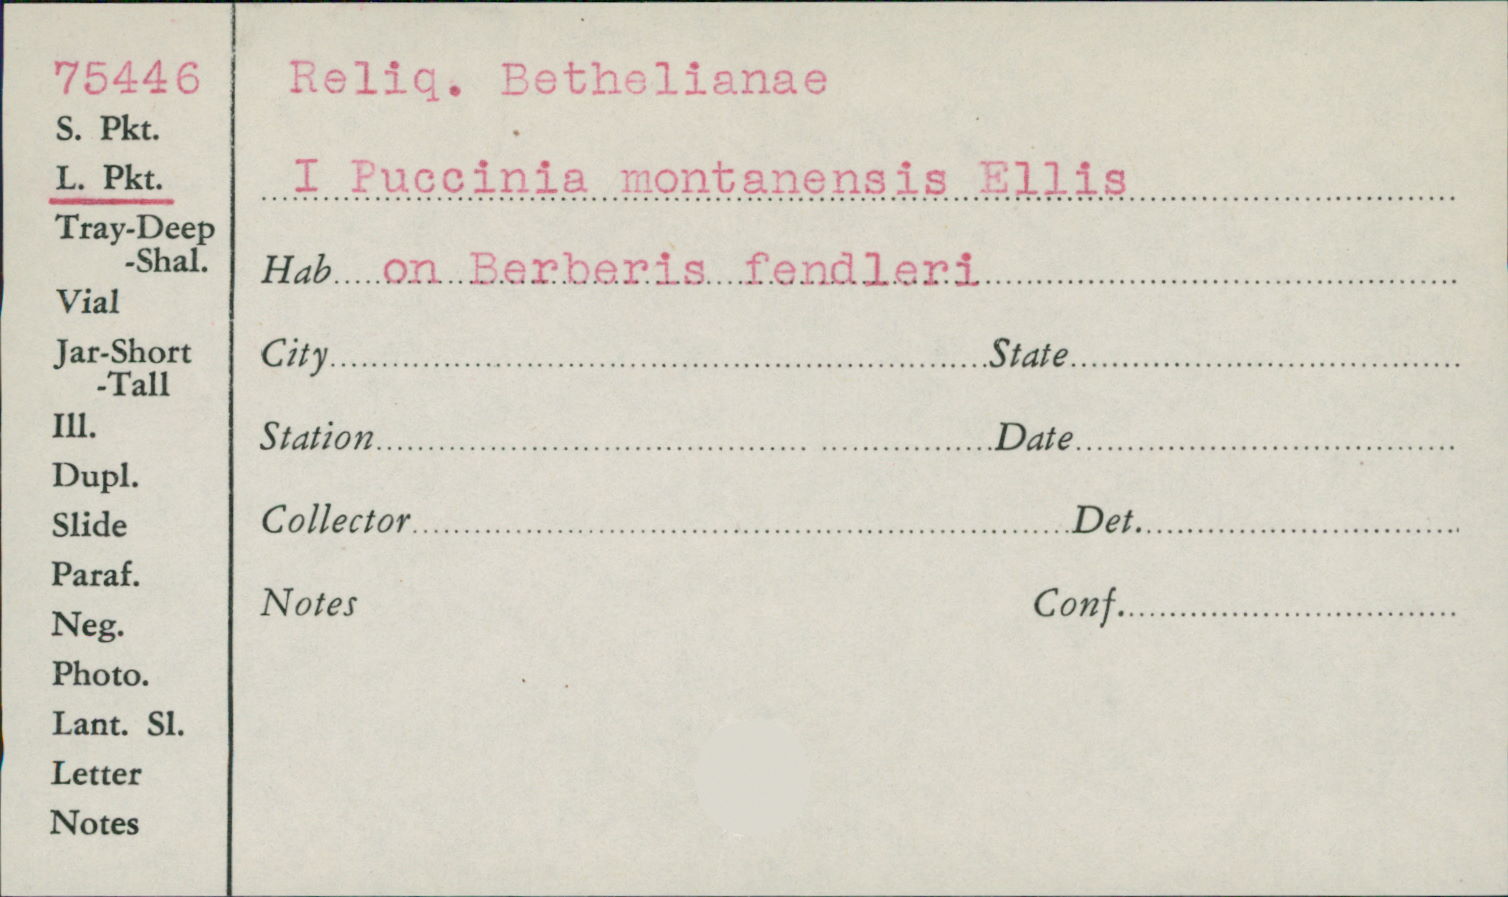 75446
S. Pkt.
L. Pkt.
Tray-Deep
-Shal.
Vial
Jar-Short
-Tall
Ill.
Dupl.
Slide
Paraf.
Neg.
Photo.
Lant. Sl.
Letter
Notes
Reliq. Bethelianae
I Puccinia montanensis Ellis
Hab. on Berberis fendleri
City State
Station Date
Collector Det.
Notes Conf.